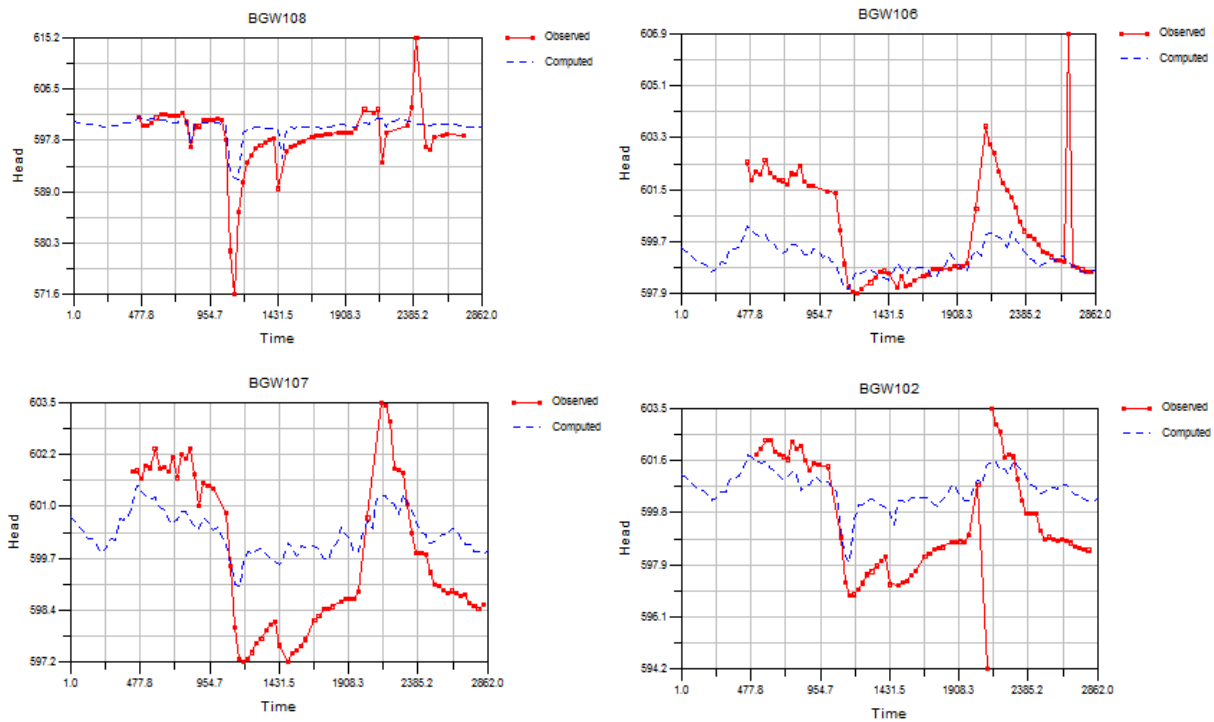 BGW108
615.2
606.5
597.8
589.0
580.3
571.6
Head
1.0 477.8 954.7 1431.5 1908.3 2385.2 2862.0
Time
Observed
Computed
BGW106
606.9
605.1
603.3
601.5
599.7
597.9
Head
1.0 477.8 954.7 1431.5 1908.3 2385.2 2862.0
Time
Observed
Computed
BGW107
603.5
602.2
601.0
599.7
598.4
597.2
Head
1.0 477.8 954.7 1431.5 1908.3 2385.2 2862.0
Time
Observed
Computed
BGW102
603.5
601.6
599.8
597.9
596.1
594.2
Head
1.0 477.8 954.7 1431.5 1908.3 2385.2 2862.0
Time
Observed
Computed